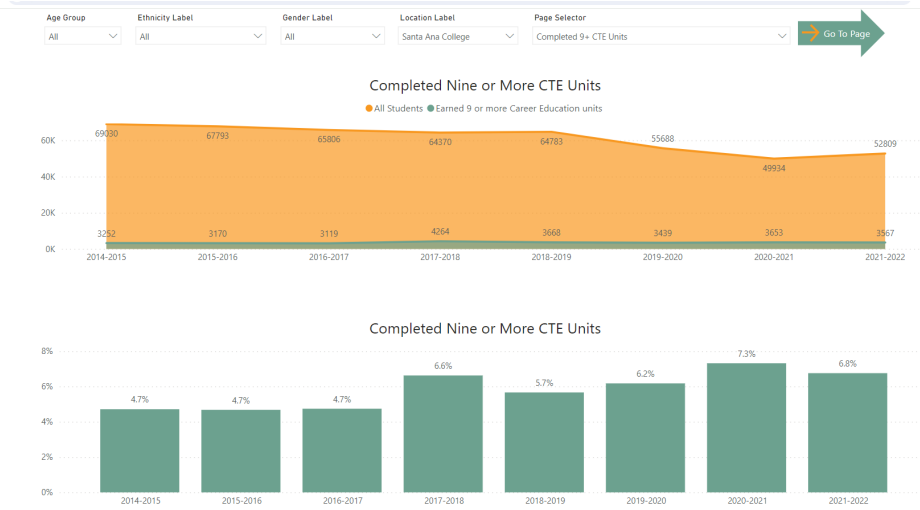 Age Group Ethnicity Label Gender Label Location Label Page Selector
All All All Santa Ana College Completed 9+ CTE Units Go To Page
Completed Nine or More CTE Units
All Students Earned 9 or more Career Education units
69030 67793 65806 64370 64783 55688 49934 52809
60K
40K
20K
3252 3170 3119 4264 3668 3439 3653 3567
0K
2014-2015 2015-2016 2016-2017 2017-2018 2018-2019 2019-2020 2020-2021 2021-2022
Completed Nine or More CTE Units
8%
4.7% 4.7% 4.7% 6.6% 5.7% 6.2% 7.3% 6.8%
6%
4%
2%
0%
2014-2015 2015-2016 2016-2017 2017-2018 2018-2019 2019-2020 2020-2021 2021-2022